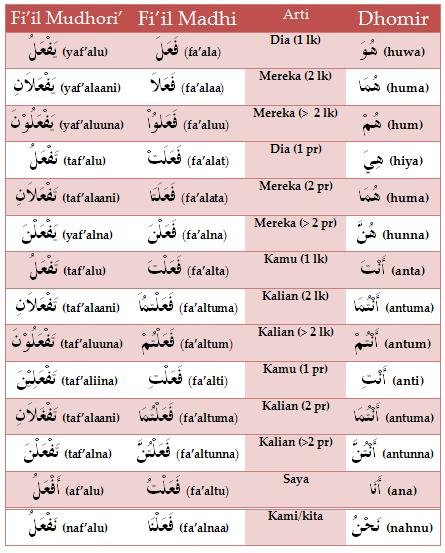 Fi'il Mudhori' Fi'il Madhi Arti Dhomir
يَفْعَلُ (yaf'alu) فَعَلَ (fa'ala) Dia (1 lk) هُوَ (huwa)
يَفْعَلاَنِ (yaf'alaani) فَعَلاَ (fa'alaa) Mereka (2 lk) هُمَا (huma)
يَفْعَلُوْنَ (yaf'aluuna) فَعَلُوْا (fa'aluu) Mereka (> 2 lk) هُمْ (hum)
تَفْعَلُ (taf'alu) فَعَلَتْ (fa'alat) Dia (1 pr) هِيَ (hiya)
تَفْعَلاَنِ (taf'alaani) فَعَلَتَا (fa'alata) Mereka (2 pr) هُمَا (huma)
يَفْعَلْنَ (yaf'alna) فَعَلْنَ (fa'alna) Mereka (> 2 pr) هُنَّ (hunna)
تَفْعَلُ (taf'alu) فَعَلْتَ (fa'alta) Kamu (1 lk) أَنْتَ (anta)
تَفْعَلاَنِ (taf'alaani) فَعَلْتُمَا (fa'altuma) Kalian (2 lk) أَنْتُمَا (antuma)
تَفْعَلُوْنَ (taf'aluuna) فَعَلْتُمْ (fa'altum) Kalian (> 2 lk) أَنْتُمْ (antum)
تَفْعَلِيْنَ (taf'aliina) فَعَلْتِ (fa'alti) Kamu (1 pr) أَنْتِ (anti)
تَفْعَلاَنِ (taf'alaani) فَعَلْتُمَا (fa'altuma) Kalian (2 pr) أَنْتُمَا (antuma)
تَفْعَلْنَ (taf'alna) فَعَلْتُنَّ (fa'altunna) Kalian (>2 pr) أَنْتُنَّ (antunna)
أَفْعَلُ (af'alu) فَعَلْتُ (fa'altu) Saya أَنَا (ana)
نَفْعَلُ (naf'alu) فَعَلْنَا (fa'alnaa) Kami/kita نَحْنُ (nahnu)